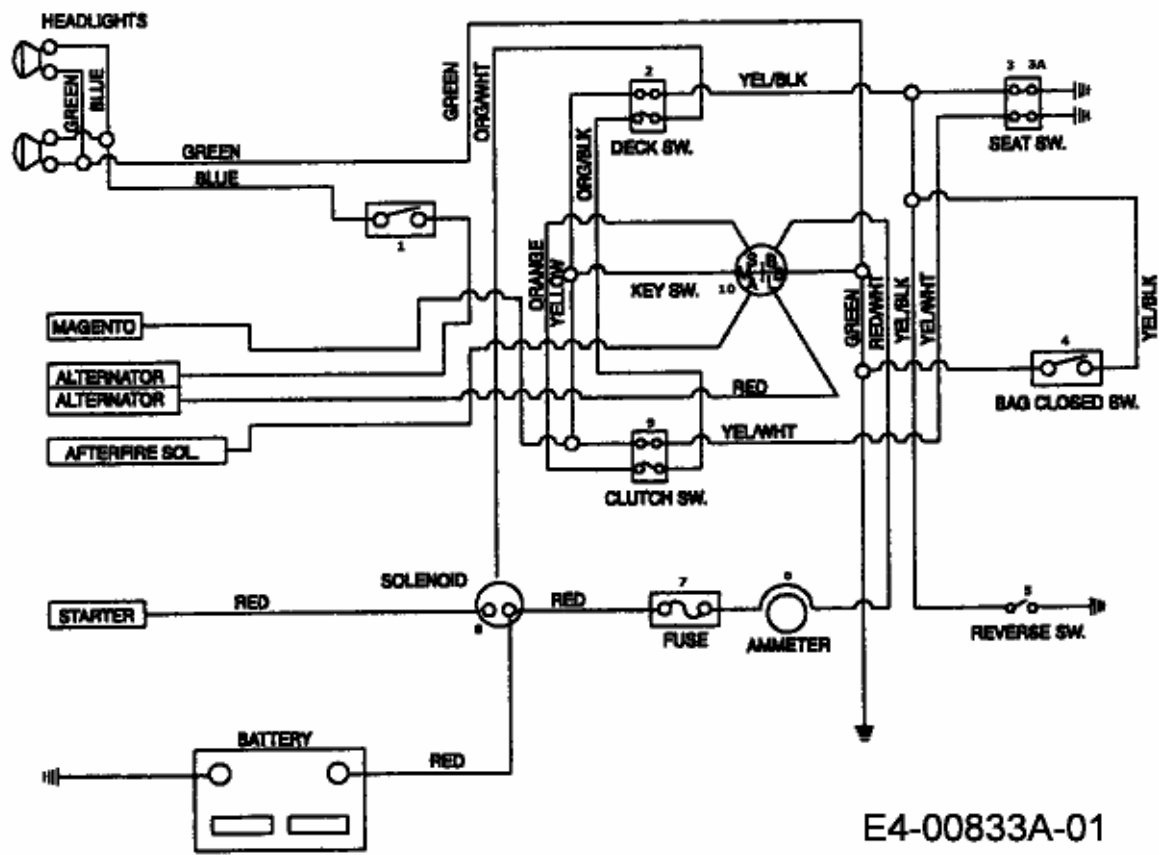 HEADLIGHTS
GREEN
BLUE
GREEN
ORG/WHT
2
YEL/BLK
3 3A
DECK SW.
SEAT SW.
GREEN
BLUE
ORG/BLK
1
ORANGE
YELLOW
KEY SW.
10
S B
M G
A L
GREEN
RED/WHT
YEL/BLK
YEL/WHT
YEL/BLK
MAGENTO
ALTERNATOR
ALTERNATOR
RED
4
BAG CLOSED SW.
AFTERFIRE SOL.
9
YEL/WHT
CLUTCH SW.
SOLENOID
STARTER
RED
8
RED
7
FUSE
AMMETER
5
REVERSE SW.
BATTERY
RED
E4-00833A-01